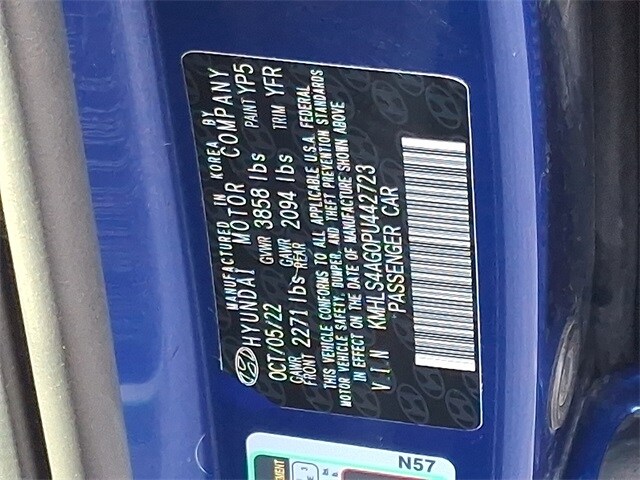 MANUFACTURED IN KOREA BY
HYUNDAI MOTOR COMPANY
OCT/05/22 GVWR 3858 lbs PAINT YP5
GAWR FRONT 2271 lbs GAWR REAR 2094 lbs TRIM YFR
THIS VEHICLE CONFORMS TO ALL APPLICABLE U.S.A. FEDERAL
MOTOR VEHICLE SAFETY, BUMPER, AND THEFT PREVENTION STANDARDS
IN EFFECT ON THE DATE OF MANUFACTURE SHOWN ABOVE
VIN KMHLS4AG0PU442723
PASSENGER CAR
N57